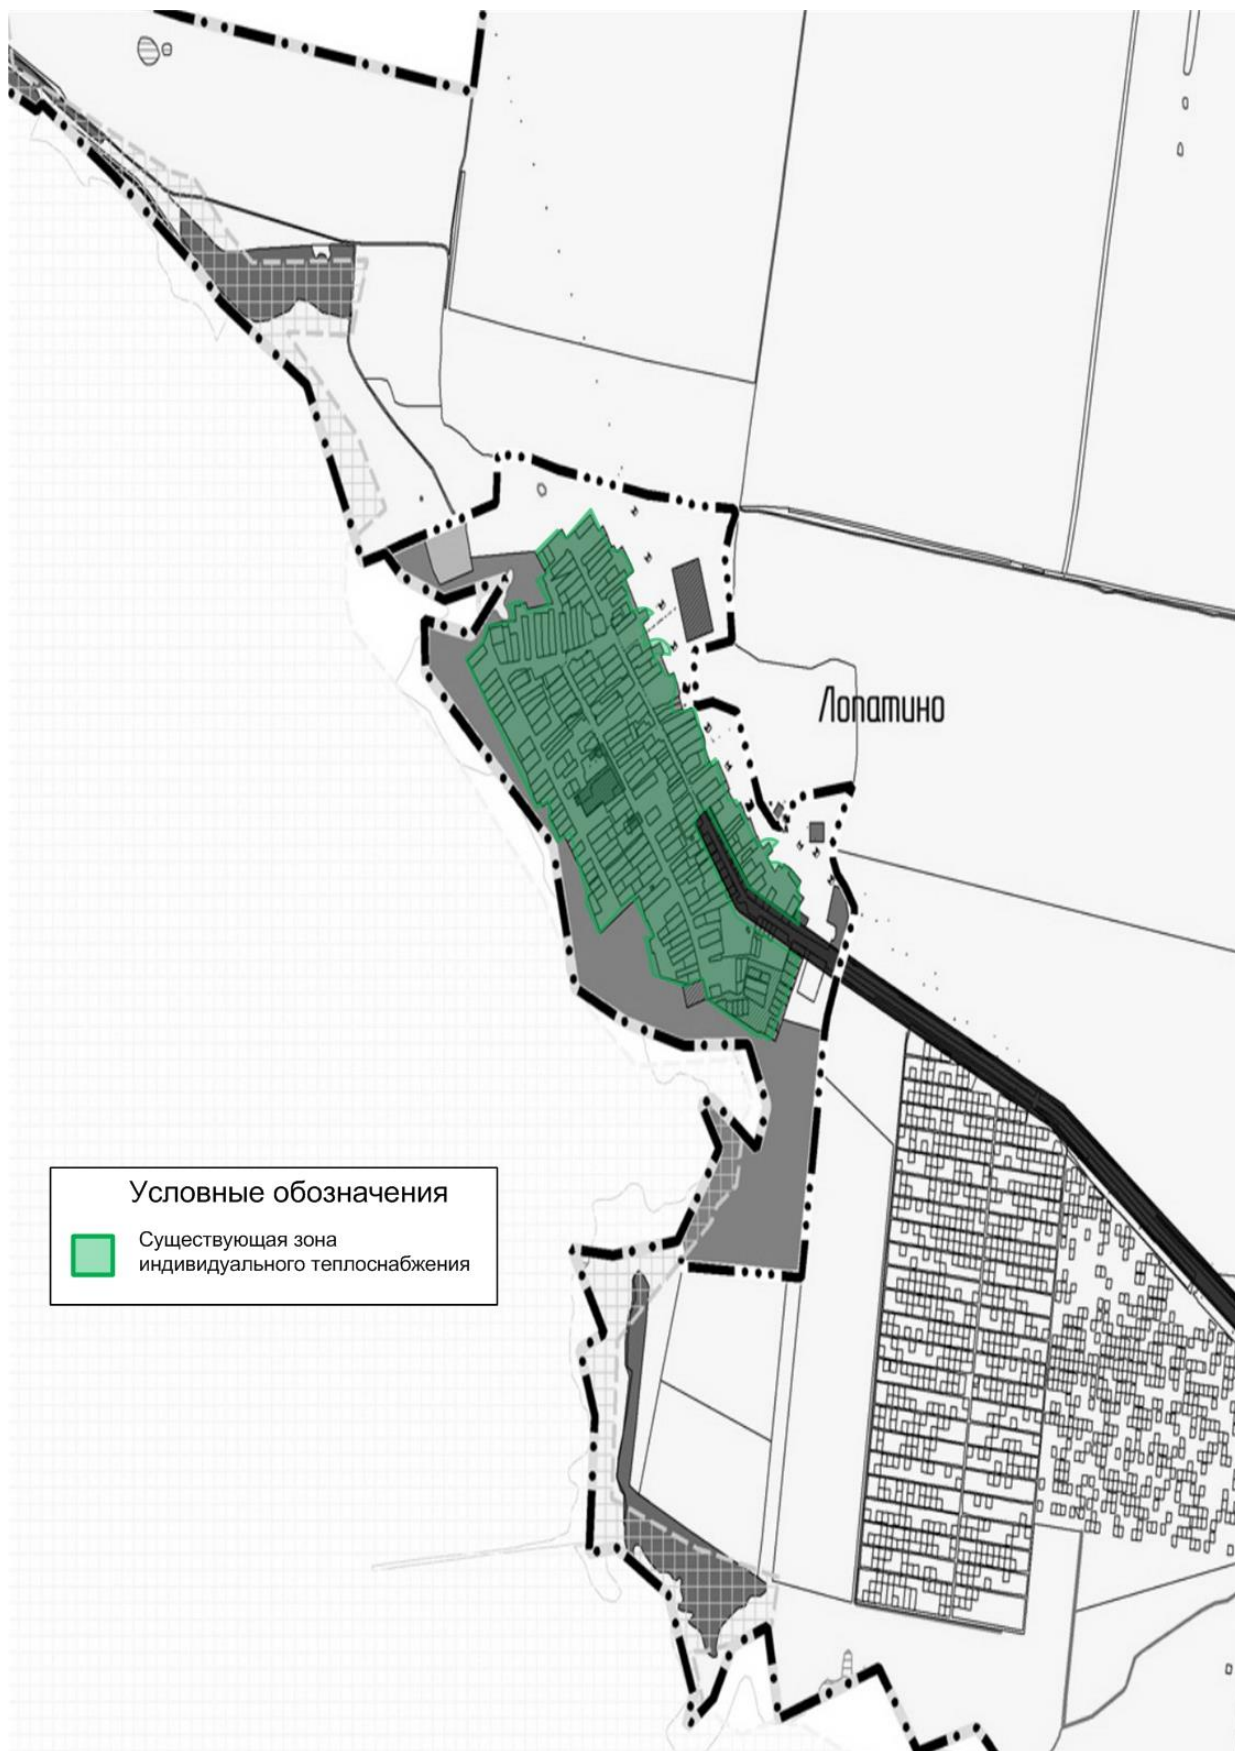 Лопатино
Условные обозначения
Существующая зона
индивидуального теплоснабжения